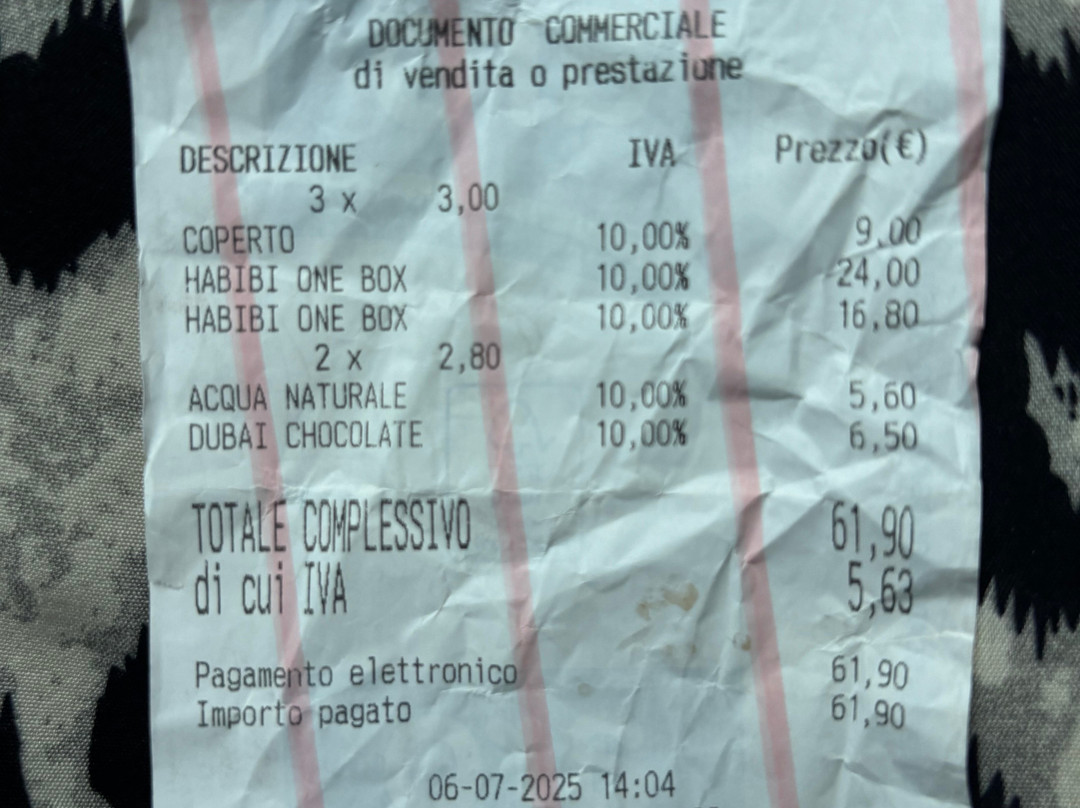 DOCUMENTO COMMERCIALE
di vendita o prestazione
DESCRIZIONE IVA Prezzo(€)
3 x 3,00
COPERTO 10,00% 9,00
HABIBI ONE BOX 10,00% 24,00
HABIBI ONE BOX 10,00% 16,80
2 x 2,80
ACQUA NATURALE 10,00% 5,60
DUBAI CHOCOLATE 10,00% 6,50
TOTALE COMPLESSIVO 61,90
di cui IVA 5,63
Pagamento elettronico 61,90
Importo pagato 61,90
06-07-2025 14:04